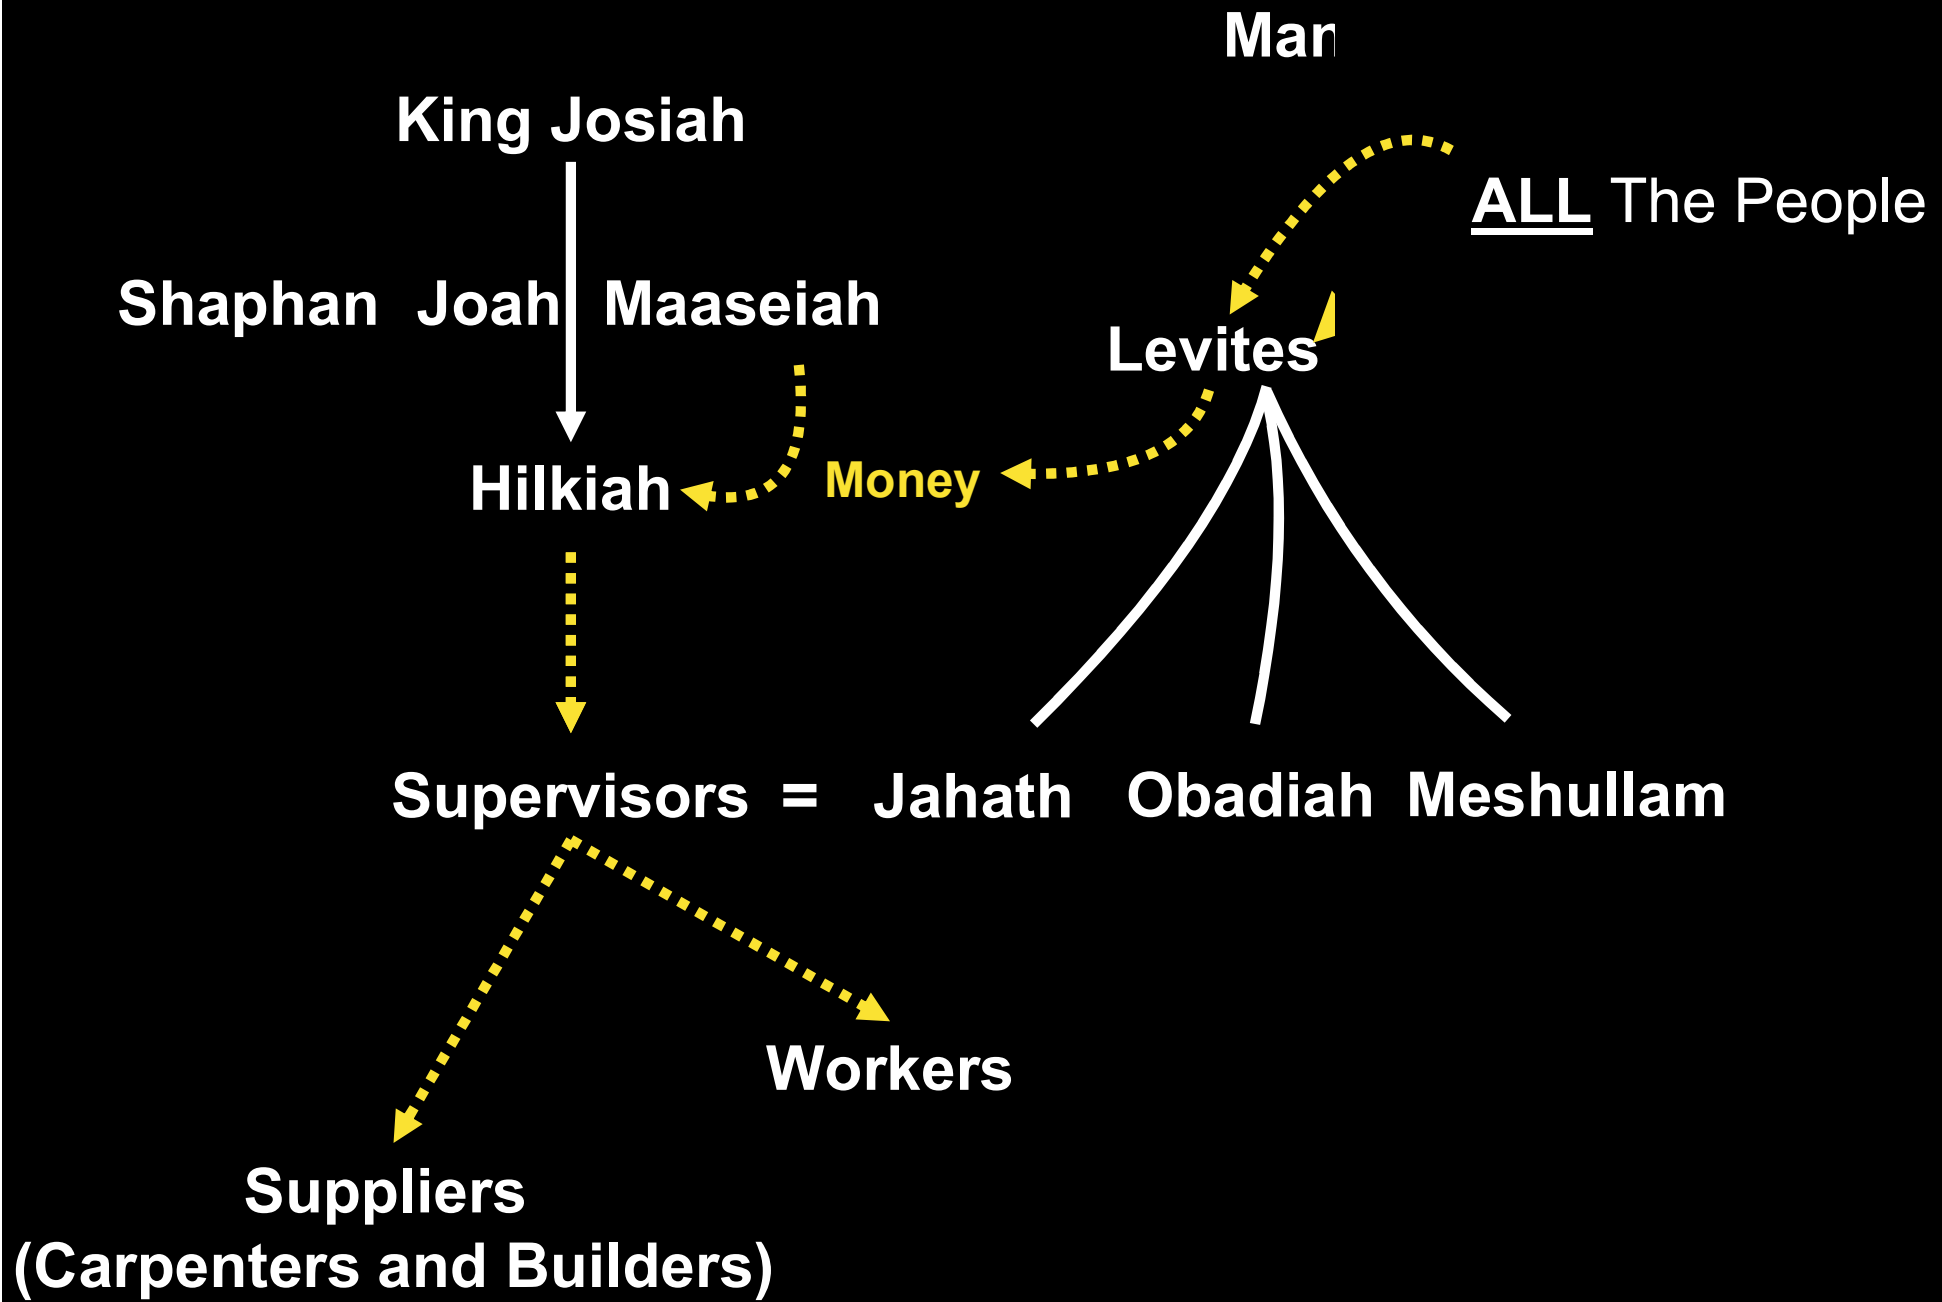 King Josiah
ALL The People
Shaphan Joah Maaseiah
Levites
Hilkiah
Money
Supervisors = Jahath Obadiah Meshullam
Workers
Suppliers
(Carpenters and Builders)